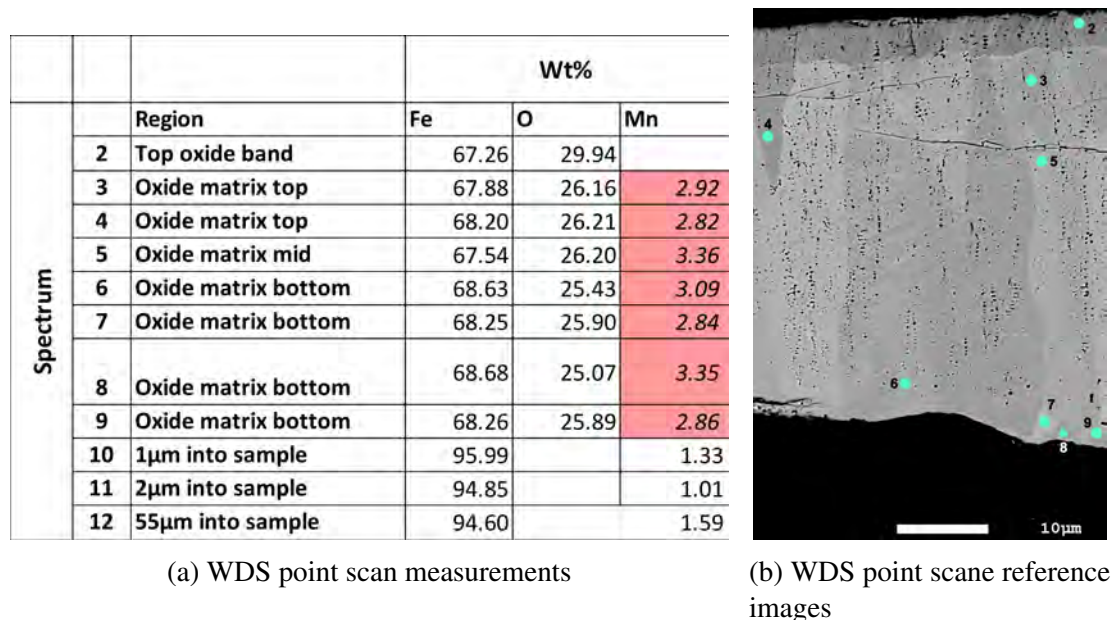 Wt%
Region Fe O Mn
Spectrum
2 Top oxide band 67.26 29.94
3 Oxide matrix top 67.88 26.16 2.92
4 Oxide matrix top 68.20 26.21 2.82
5 Oxide matrix mid 67.54 26.20 3.36
6 Oxide matrix bottom 68.63 25.43 3.09
7 Oxide matrix bottom 68.25 25.90 2.84
8 Oxide matrix bottom 68.68 25.07 3.35
9 Oxide matrix bottom 68.26 25.89 2.86
10 1µm into sample 95.99 1.33
11 2µm into sample 94.85 1.01
12 55µm into sample 94.60 1.59
(a) WDS point scan measurements
2
3
4
5
6
7
9
8
10µm
(b) WDS point scane reference
images